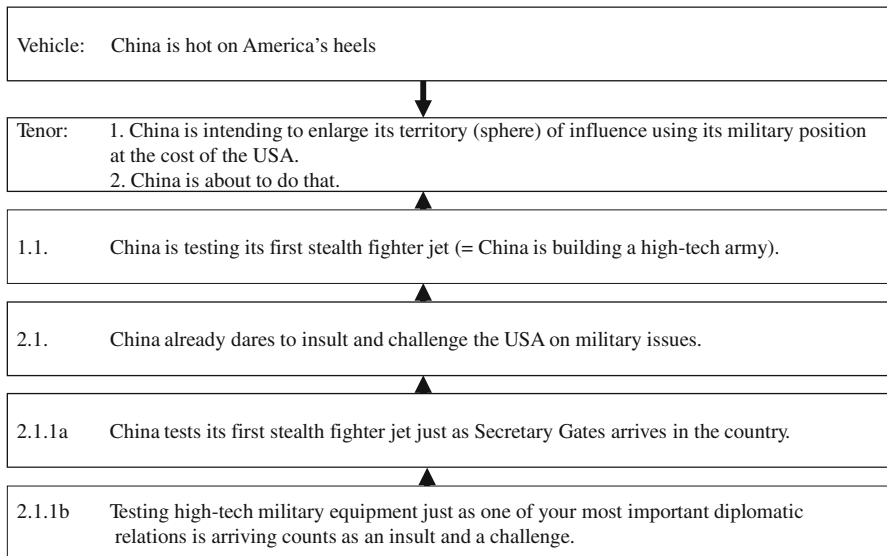 Vehicle: China is hot on America’s heels
Tenor: 1. China is intending to enlarge its territory (sphere) of influence using its military position
at the cost of the USA.
2. China is about to do that.
1.1. China is testing its first stealth fighter jet (= China is building a high-tech army).
2.1. China already dares to insult and challenge the USA on military issues.
2.1.1a China tests its first stealth fighter jet just as Secretary Gates arrives in the country.
2.1.1b Testing high-tech military equipment just as one of your most important diplomatic
relations is arriving counts as an insult and a challenge.